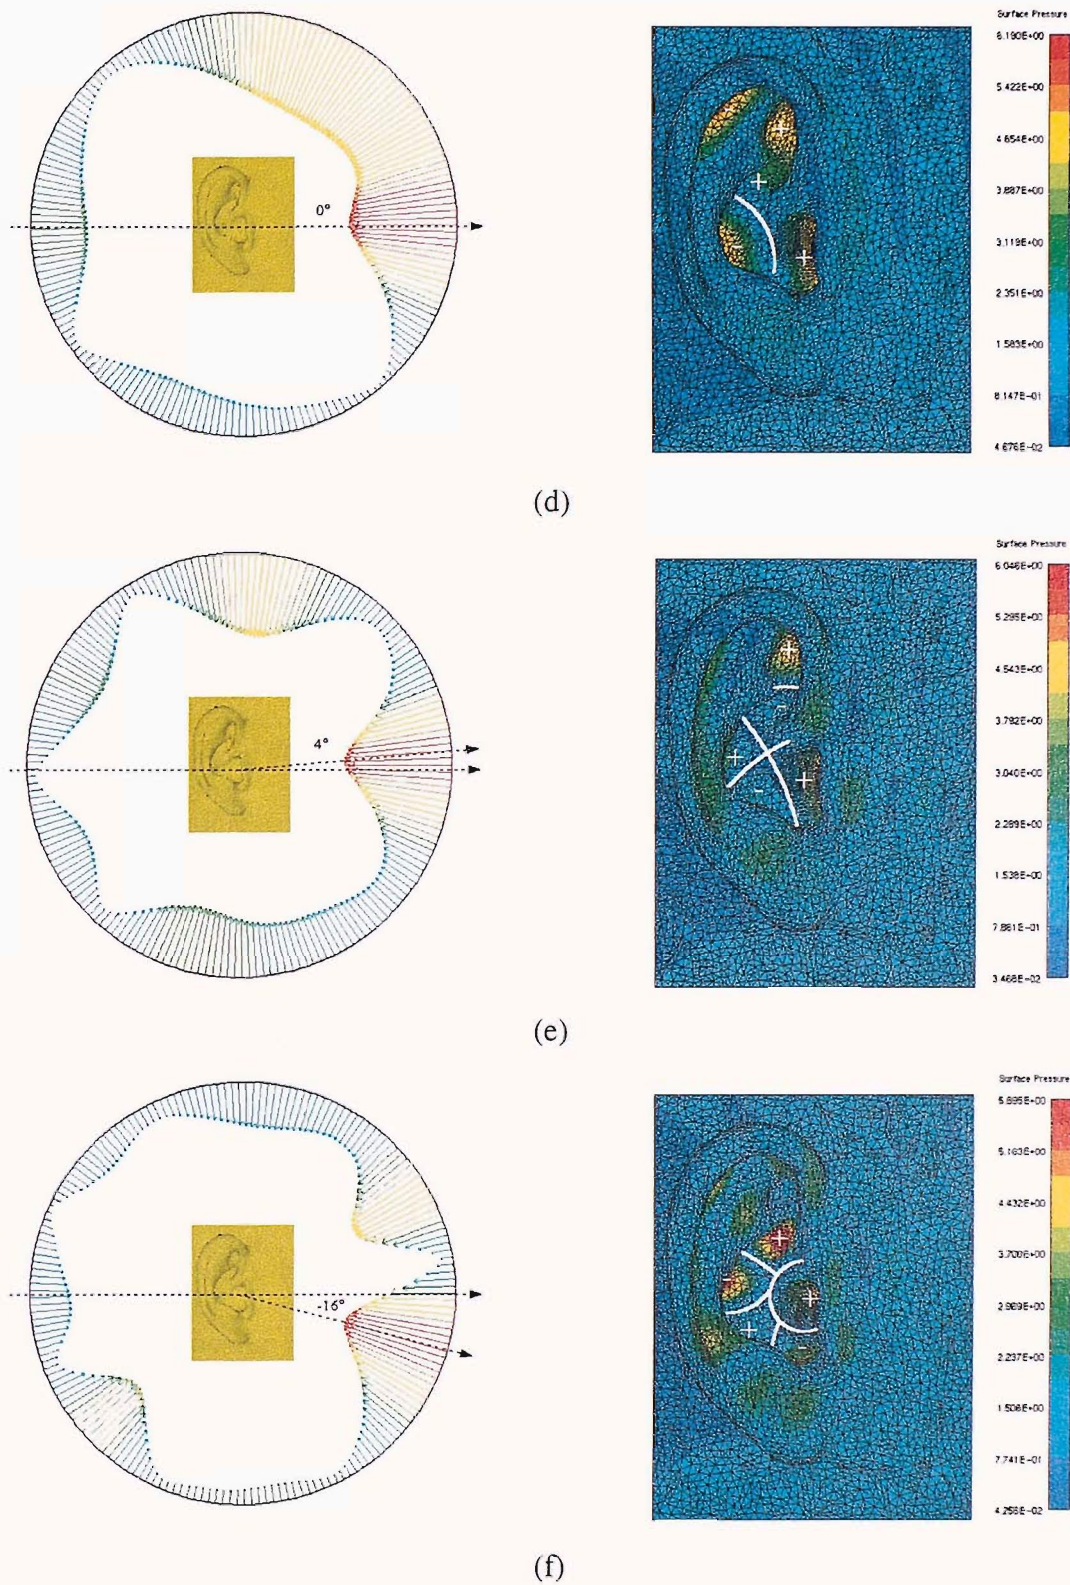 Surface Pressure
6.190E+00
5.422E+00
4.654E+00
3.887E+00
3.119E+00
2.351E+00
1.583E+00
8.147E-01
4.676E-02
0°
+
+
+
(d)
Surface Pressure
6.046E+00
5.295E+00
4.543E+00
3.792E+00
3.040E+00
2.289E+00
1.538E+00
7.861E-01
3.468E-02
4°
+
-
+
+
-
(e)
Surface Pressure
5.895E+00
5.163E+00
4.432E+00
3.700E+00
2.969E+00
2.237E+00
1.506E+00
7.741E-01
4.258E-02
-16°
+
-
+
+
-
(f)